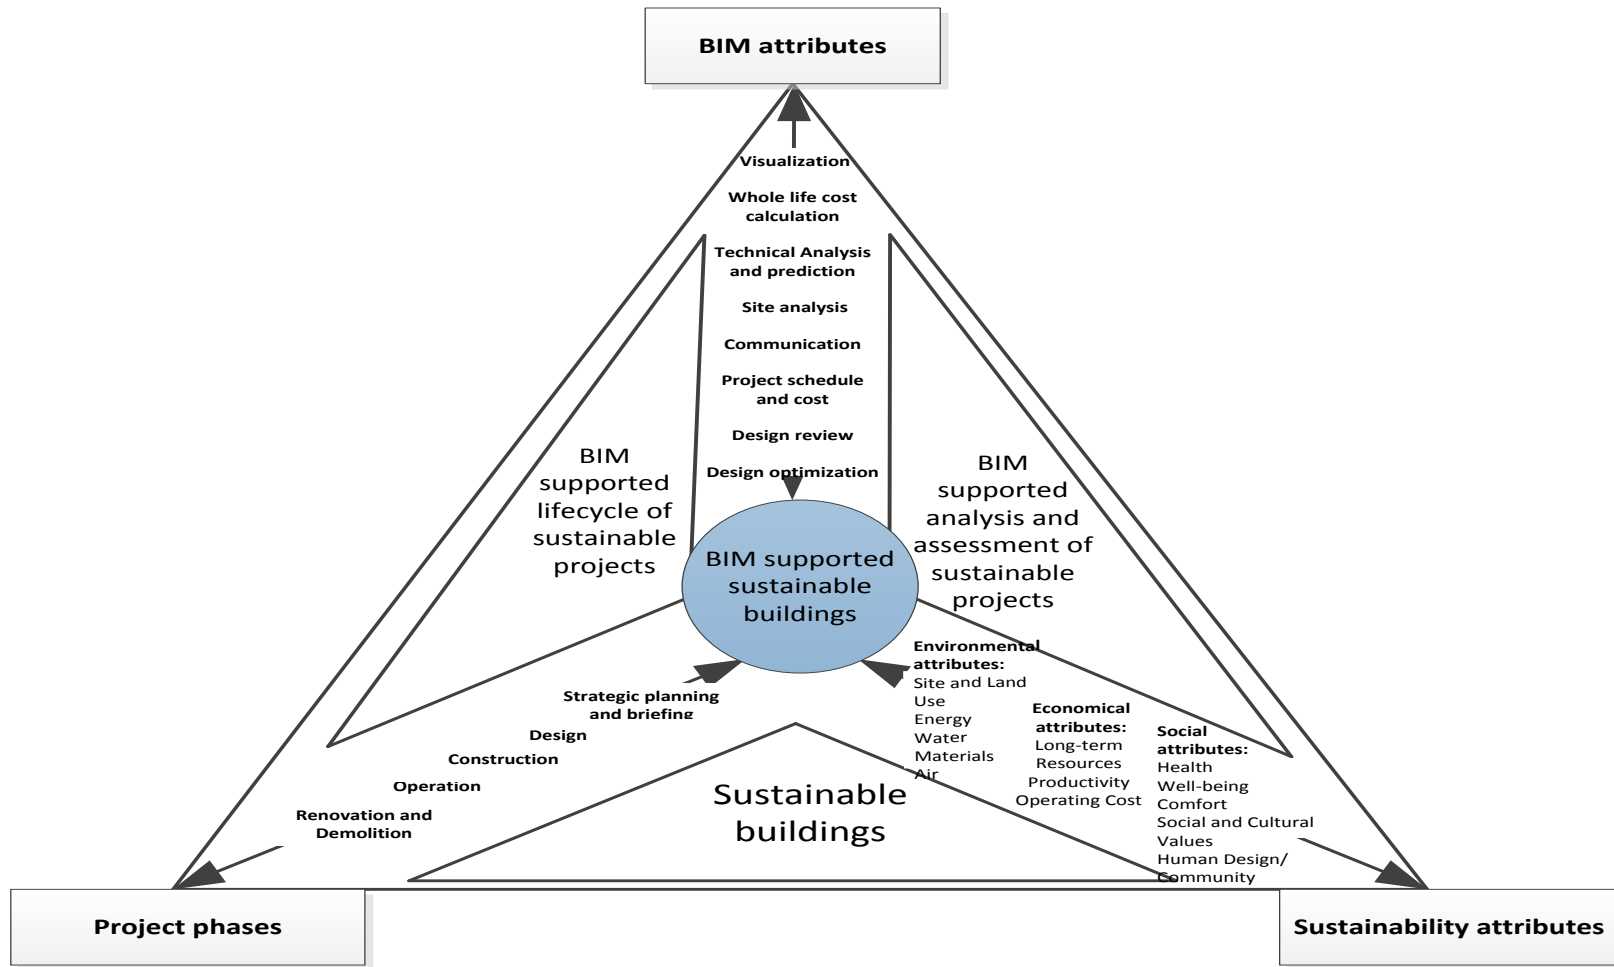 BIM attributes
Visualization
Whole life cost
calculation
Technical Analysis
and prediction
Site analysis
Communication
Project schedule
and cost
Design review
Design optimization
BIM
supported
lifecycle of
sustainable
projects
BIM
supported
analysis and
assessment of
sustainable
projects
BIM supported
sustainable
buildings
Strategic planning
and briefing
Design
Construction
Operation
Renovation and
Demolition
Environmental
attributes:
Site and Land
Use
Energy
Water
Materials
Air
Economical
attributes:
Long-term
Resources
Productivity
Operating Cost
Social
attributes:
Health
Well-being
Comfort
Social and Cultural
Values
Human Design/
Community
Sustainable
buildings
Project phases
Sustainability attributes